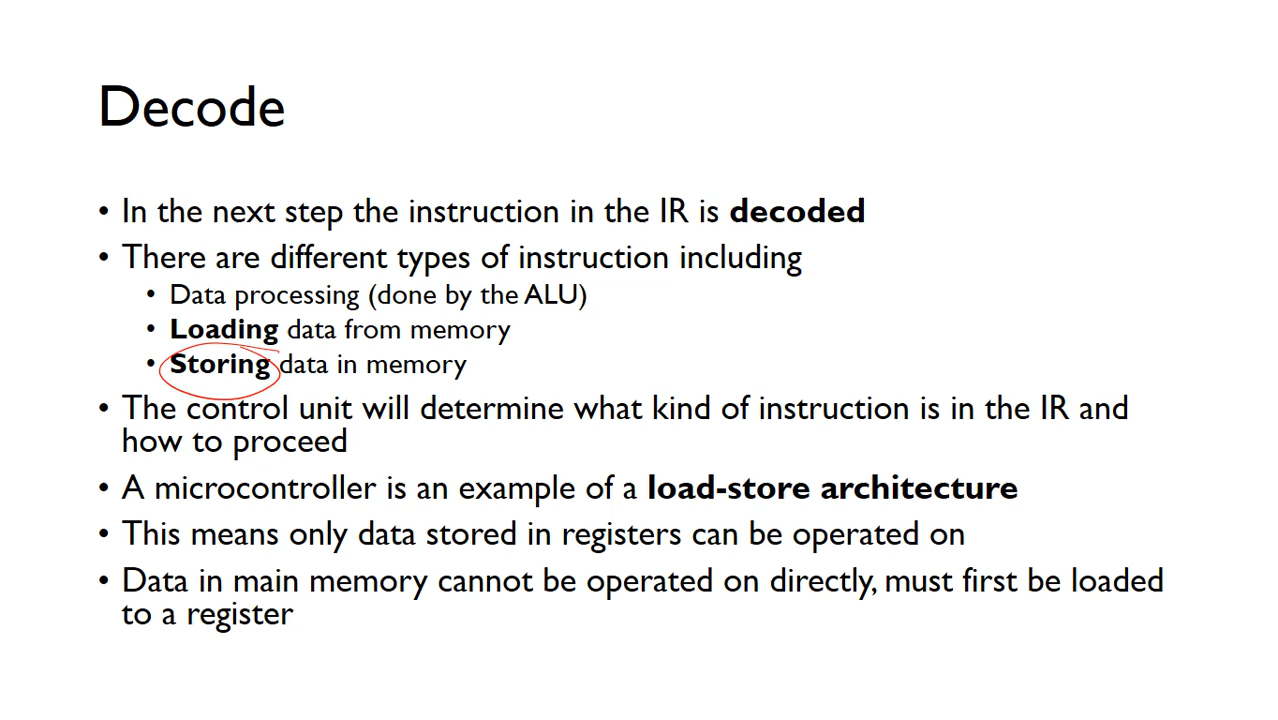 Decode
• In the next step the instruction in the IR is decoded
• There are different types of instruction including
• Data processing (done by the ALU)
• Loading data from memory
• Storing data in memory
• The control unit will determine what kind of instruction is in the IR and
how to proceed
• A microcontroller is an example of a load-store architecture
• This means only data stored in registers can be operated on
• Data in main memory cannot be operated on directly, must first be loaded
to a register